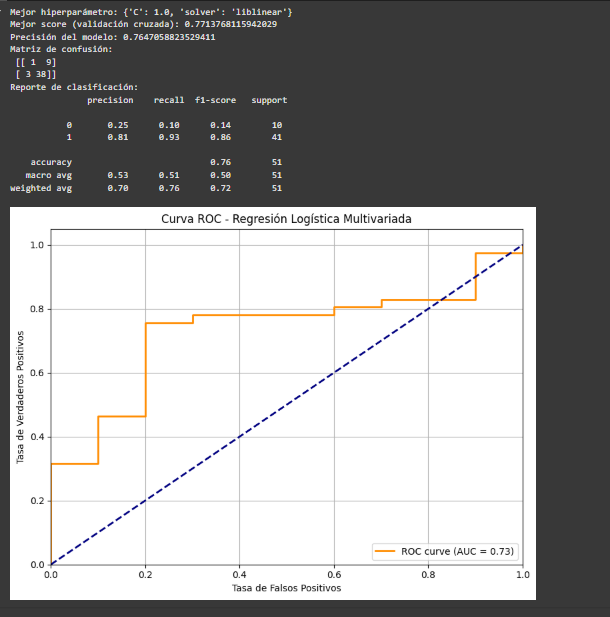 Mejor hiperparámetro: {'C': 1.0, 'solver': 'liblinear'}
Mejor score (validación cruzada): 0.7713768115942029
Precisión del modelo: 0.7647058823529411
Matriz de confusión:
[[ 1  9]
[ 3 38]]
Reporte de clasificación:
precision    recall  f1-score   support
0       0.25      0.10      0.14        10
1       0.81      0.93      0.86        41
accuracy                           0.76        51
macro avg       0.53      0.51      0.50        51
weighted avg       0.70      0.76      0.72        51
Curva ROC - Regresión Logística Multivariada
1.0
0.8
0.6
0.4
0.2
0.0
Tasa de Verdaderos Positivos
ROC curve (AUC = 0.73)
0.0 0.2 0.4 0.6 0.8 1.0
Tasa de Falsos Positivos